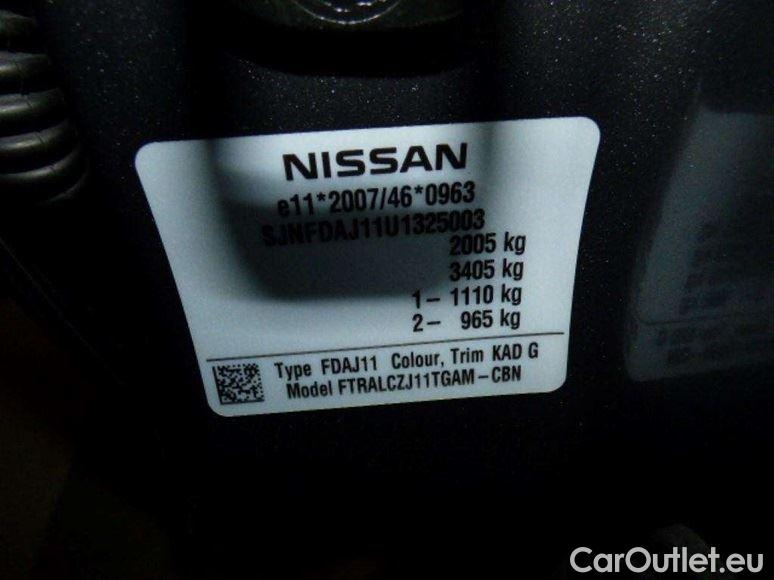 NISSAN
e11*2007/46*0963
SJNFDAJ11U1325003
2005 kg
3405 kg
1– 1110 kg
2– 965 kg
Type FDAJ11 Colour, Trim KAD G
Model FTRALCZJ11TGAM–CBN
CarOutlet.eu